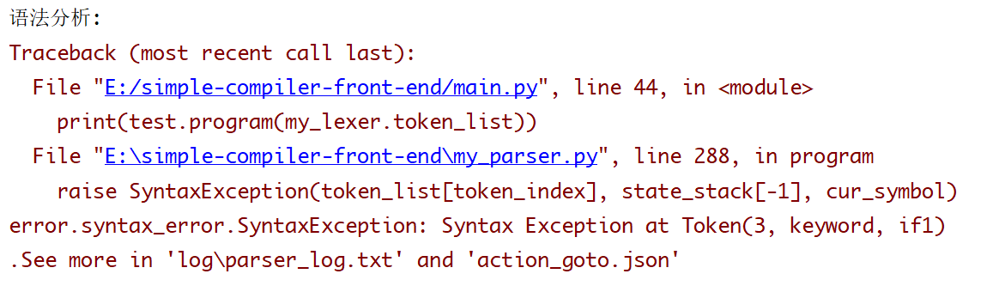 语法分析:
Traceback (most recent call last):
  File "E:/simple-compiler-front-end/main.py", line 44, in <module>
    print(test.program(my_lexer.token_list))
  File "E:\simple-compiler-front-end\my_parser.py", line 288, in program
    raise SyntaxException(token_list[token_index], state_stack[-1], cur_symbol)
error.syntax_error.SyntaxException: Syntax Exception at Token(3, keyword, if1)
.See more in 'log\parser_log.txt' and 'action_goto.json'